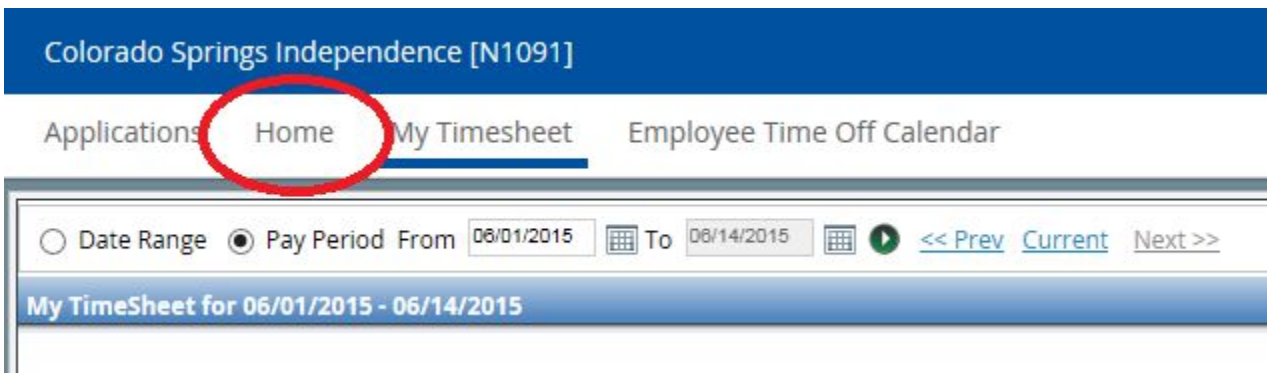 Colorado Springs Independence [N1091]
Applications Home My Timesheet Employee Time Off Calendar
Date Range Pay Period From 06/01/2015 To 06/14/2015 << Prev Current Next >>
My TimeSheet for 06/01/2015 - 06/14/2015